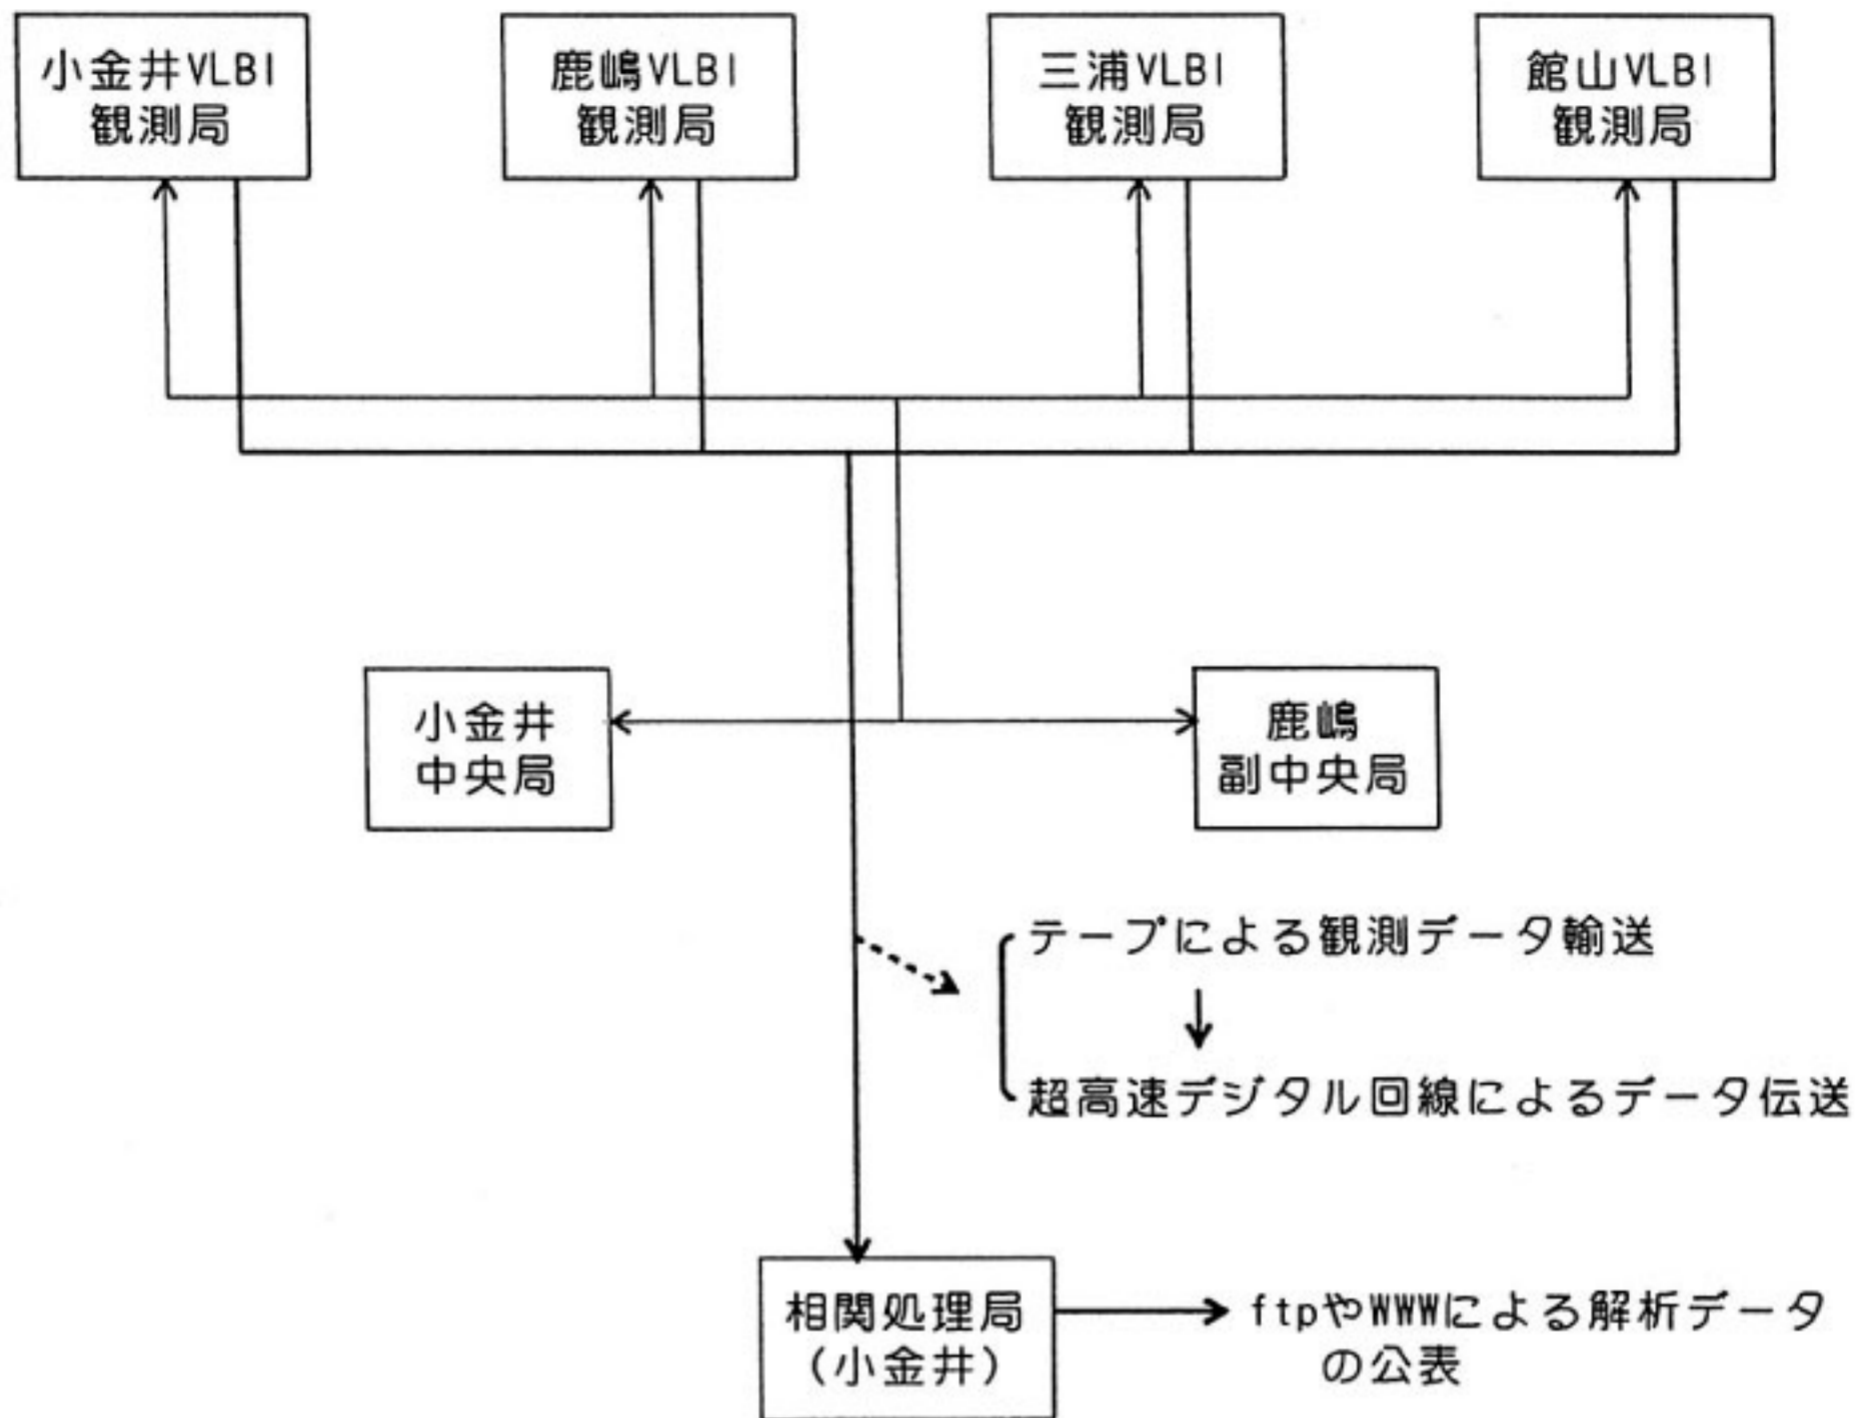 小金井VLBI
観測局
鹿嶋VLBI
観測局
三浦VLBI
観測局
館山VLBI
観測局
小金井
中央局
鹿嶋
副中央局
テープによる観測データ輸送
超高速デジタル回線によるデータ伝送
相関処理局
(小金井)
ftpやWWWによる解析データ
の公表